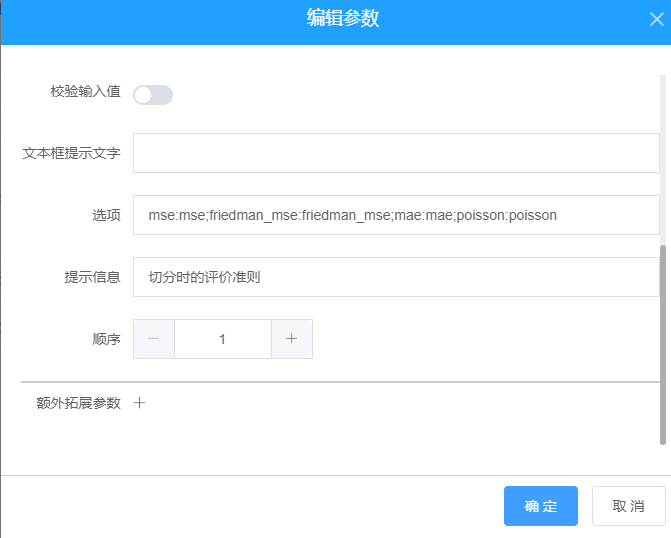 编辑参数
校验输入值
文本框提示文字
选项 mse:mse;friedman_mse:friedman_mse;mae:mae;poisson:poisson
提示信息 切分时的评价准则
顺序 1
额外拓展参数
确定 取消